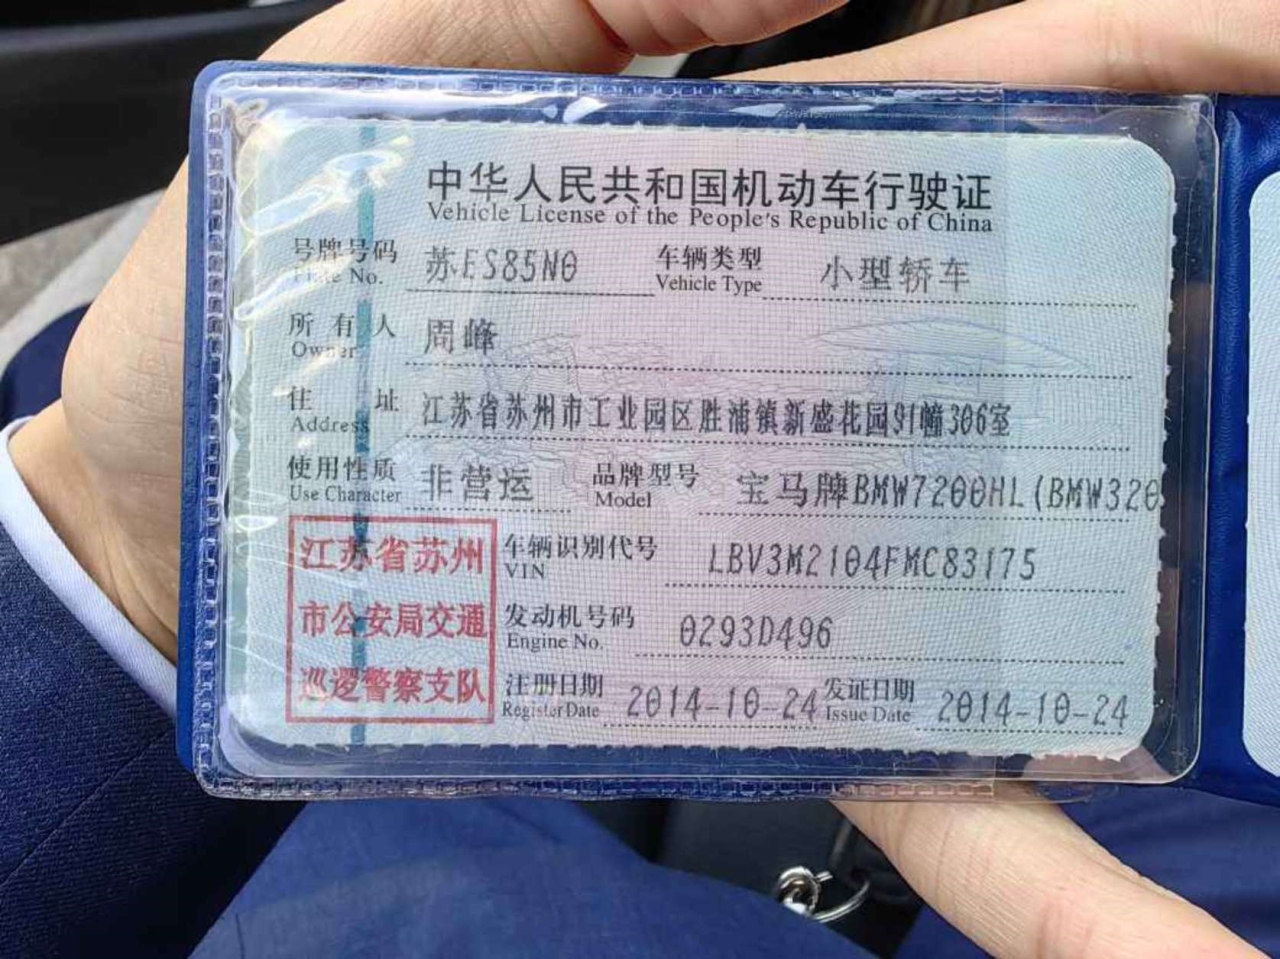 中华人民共和国机动车行驶证
Vehicle License of the People's Republic of China
号牌号码 苏ES85N0 车辆类型 小型轿车
Plate No. Vehicle Type
所有人 周峰
Owner
住址 江苏省苏州市工业园区胜浦镇新盛花园91幢306室
Address
使用性质 非营运 品牌型号 宝马牌BMW7200HL(BMW320
Use Character Model
江苏省苏州
市公安局交通
巡逻警察支队
车辆识别代号 LBV3M2104FMC83175
VIN
发动机号码 0293D496
Engine No.
注册日期 2014-10-24 发证日期 2014-10-24
Register Date Issue Date